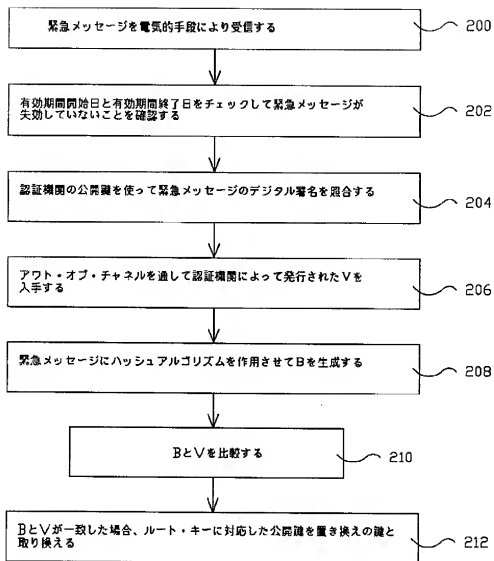 緊急メッセージを電気的手段により受信する
200
有効期間開始日と有効期間終了日をチェックして緊急メッセージが
失効していないことを確認する
202
認証機関の公開鍵を使って緊急メッセージのデジタル署名を照合する
204
アウト・オブ・チャネルを通して認証機関によって発行されたVを
入手する
206
緊急メッセージにハッシュアルゴリズムを作用させてBを生成する
208
BとVを比較する
210
BとVが一致した場合、ルート・キーに対応した公開鍵を置き換えの鍵と
取り換える
212